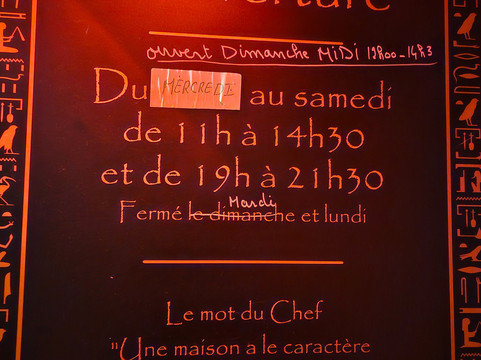 ouverture
ouvert Dimanche MiDi 12h00 - 14h3
Du MERCREDI au samedi
de 11h à 14h30
et de 19h à 21h30
Mardi
Fermé le dimanche et lundi
Le mot du Chef
"Une maison a le caractère